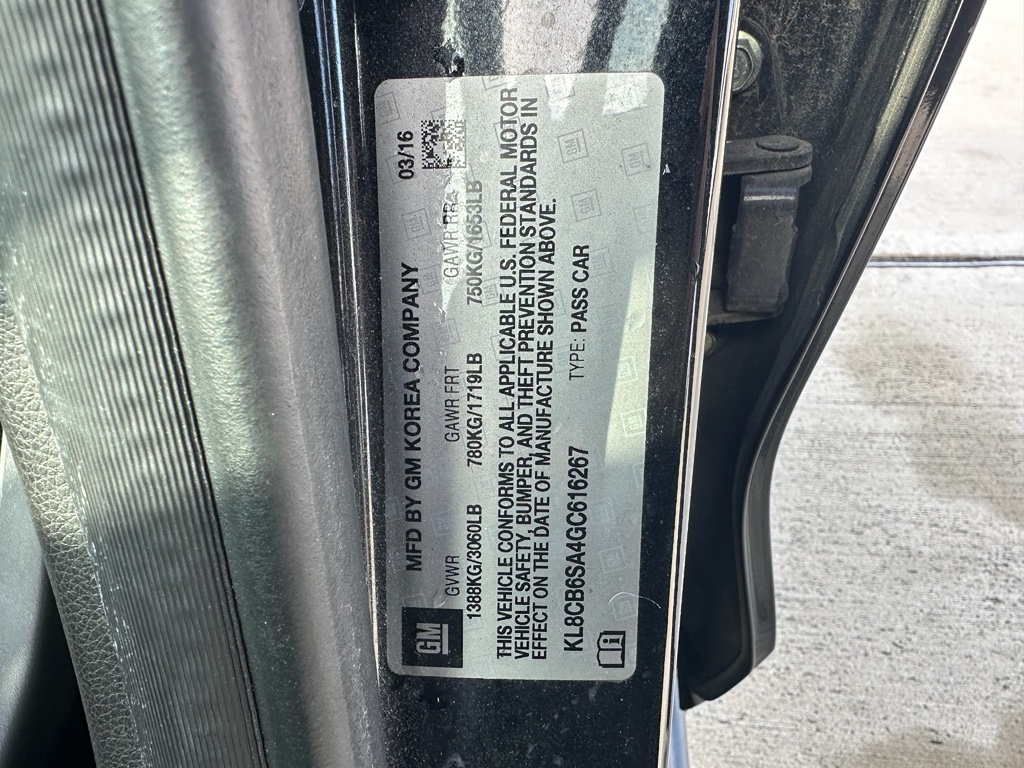 GM
MFD BY GM KOREA COMPANY 03/16
GVWR GAWR FRT GAWR RRA
1388KG/3060LB 780KG/1719LB 750KG/1653LB
THIS VEHICLE CONFORMS TO ALL APPLICABLE U.S. FEDERAL MOTOR
VEHICLE SAFETY, BUMPER, AND THEFT PREVENTION STANDARDS IN
EFFECT ON THE DATE OF MANUFACTURE SHOWN ABOVE.
KL8CB6SA4GC616267 TYPE: PASS CAR